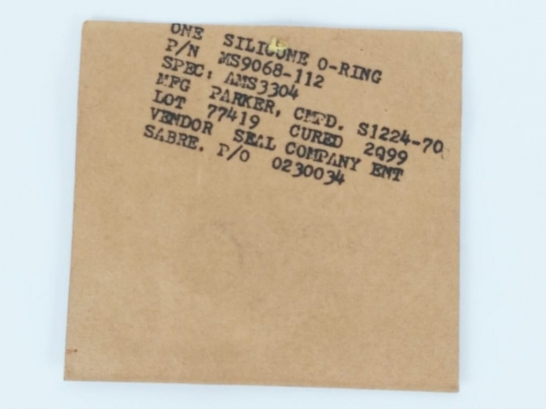 ONE SILICONE O-RING
P/N MS9068-112
SPEC: AMS3304
MFG PARKER, CMPD. S1224-70
LOT 77419 CURED 2Q99
VENDOR SEAL COMPANY ENT
SABRE. P/O 0230034